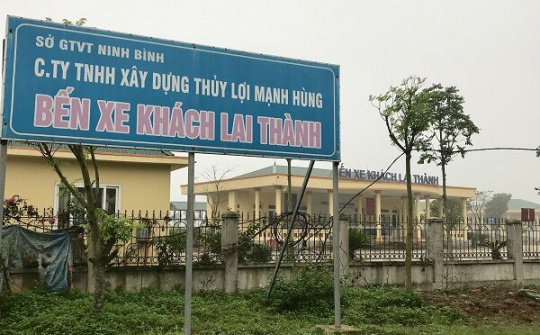 SỞ GTVT NINH BÌNH
C.TY TNHH XÂY DỰNG THỦY LỢI MẠNH HÙNG
BẾN XE KHÁCH LAI THÀNH
BẾN XE KHÁCH LAI THÀNH